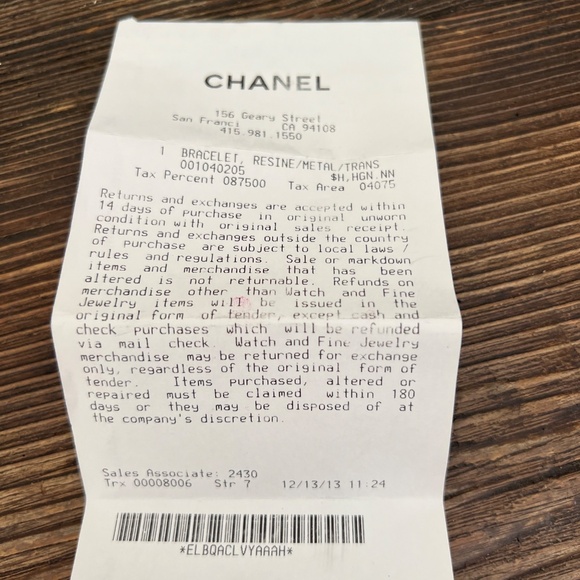 CHANEL
156 Geary Street
San Franci CA 94108
415.981.1550
1 BRACELET, RESINE/METAL/TRANS
001040205 $H,HGN.NN
Tax Percent 087500 Tax Area 04075
Returns and exchanges are accepted within
14 days of purchase in original unworn
condition with original sales receipt.
Returns and exchanges outside the country
of purchase are subject to local laws /
rules and regulations. Sale or markdown
items and merchandise that has been
altered is not returnable. Refunds on
merchandise other than Watch and Fine
Jewelry items will be issued in the
original form of tender, except cash and
check purchases which will be refunded
via mail check. Watch and Fine Jewelry
merchandise may be returned for exchange
only, regardless of the original form of
tender. Items purchased, altered or
repaired must be claimed within 180
days or they may be disposed of at
the company's discretion.
Sales Associate: 2430
Trx 00008006 Str 7 12/13/13 11:24
*ELBQACLVYAAAH*